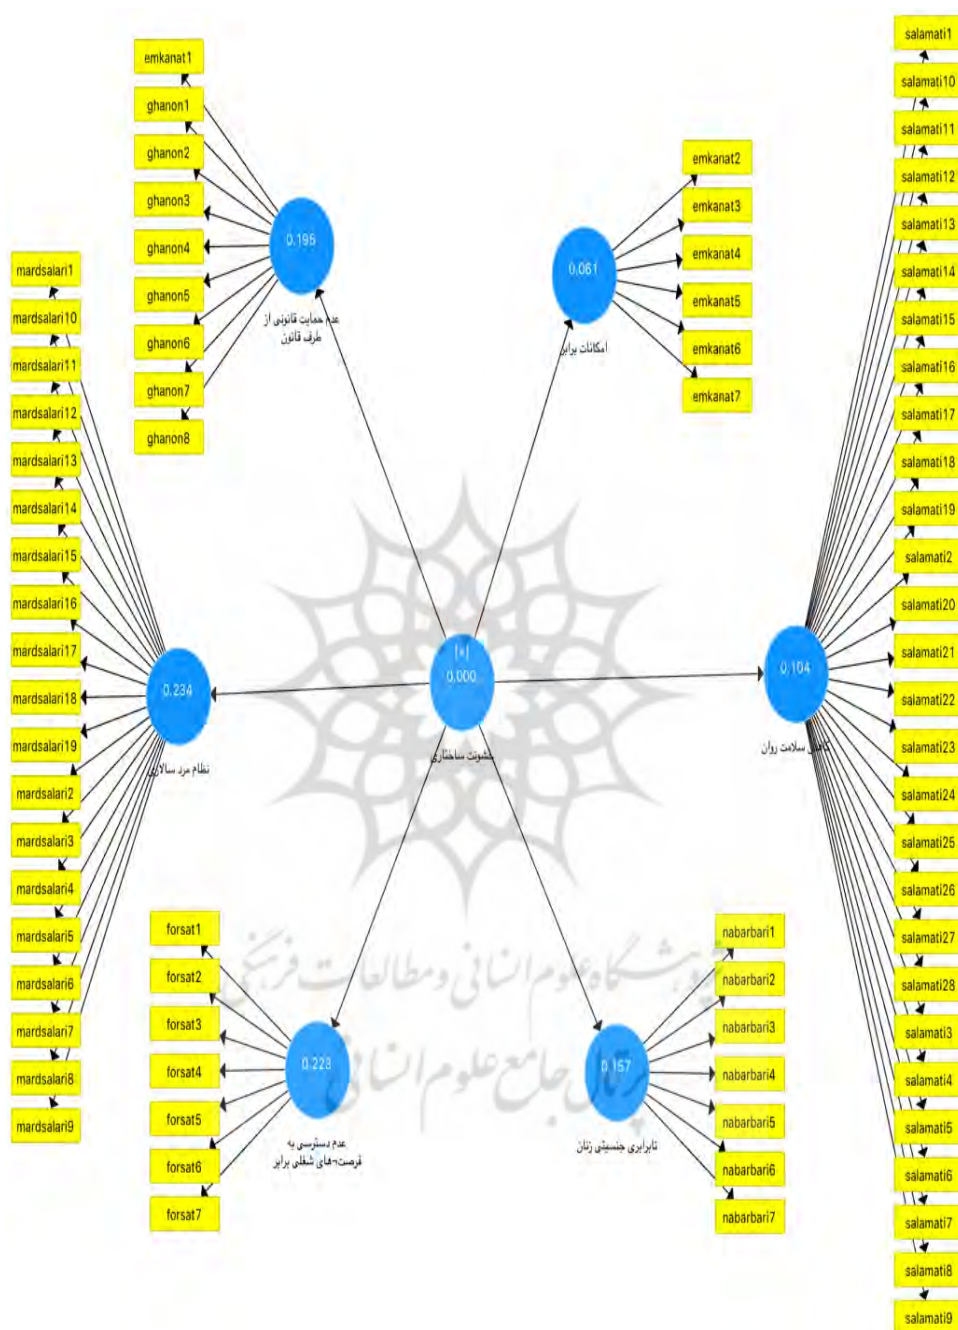 salamati1
salamati10
salamati11
salamati12
salamati13
salamati14
salamati15
salamati16
salamati17
salamati18
salamati19
salamati2
salamati20
salamati21
salamati22
salamati23
salamati24
salamati25
salamati26
salamati27
salamati28
salamati3
salamati4
salamati5
salamati6
salamati7
salamati8
salamati9
0.104
کاهش سلامت روان
emkanat1
ghanon1
ghanon2
ghanon3
ghanon4
ghanon5
ghanon6
ghanon7
ghanon8
0.195
عدم حمایت قانونی از
طرف قانون
emkanat2
emkanat3
emkanat4
emkanat5
emkanat6
emkanat7
0.061
امکانات برابر
mardsalari1
mardsalari10
mardsalari11
mardsalari12
mardsalari13
mardsalari14
mardsalari15
mardsalari16
mardsalari17
mardsalari18
mardsalari19
mardsalari2
mardsalari3
mardsalari4
mardsalari5
mardsalari6
mardsalari7
mardsalari8
mardsalari9
0.234
نظام مرد سالاری
[+]
0.000
خشونت ساختاری
forsat1
forsat2
forsat3
forsat4
forsat5
forsat6
forsat7
0.223
عدم دسترسی به
فرصت¬های شغلی برابر
nabarbari1
nabarbari2
nabarbari3
nabarbari4
nabarbari5
nabarbari6
nabarbari7
0.157
نابرابری جنسیتی زنان
پژوهشگاه علوم انسانی و مطالعات فرهنگی
پرتال جامع علوم انسانی